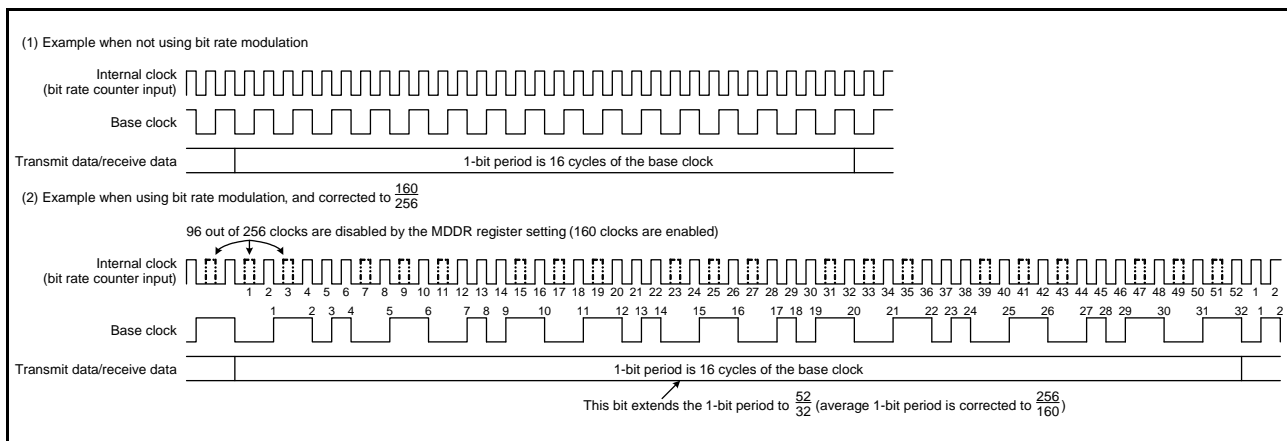 (1) Example when not using bit rate modulation
Internal clock
(bit rate counter input)
Base clock
Transmit data/receive data
1-bit period is 16 cycles of the base clock
(2) Example when using bit rate modulation, and corrected to 160/256
96 out of 256 clocks are disabled by the MDDR register setting (160 clocks are enabled)
Internal clock
(bit rate counter input)
1 2 3 4 5 6 7 8 9 10 11 12 13 14 15 16 17 18 19 20 21 22 23 24 25 26 27 28 29 30 31 32 33 34 35 36 37 38 39 40 41 42 43 44 45 46 47 48 49 50 51 52 1 2
1 2 3 4 5 6 7 8 9 10 11 12 13 14 15 16 17 18 19 20 21 22 23 24 25 26 27 28 29 30 31 32 1 2
Base clock
Transmit data/receive data
1-bit period is 16 cycles of the base clock
This bit extends the 1-bit period to 52/32 (average 1-bit period is corrected to 256/160)